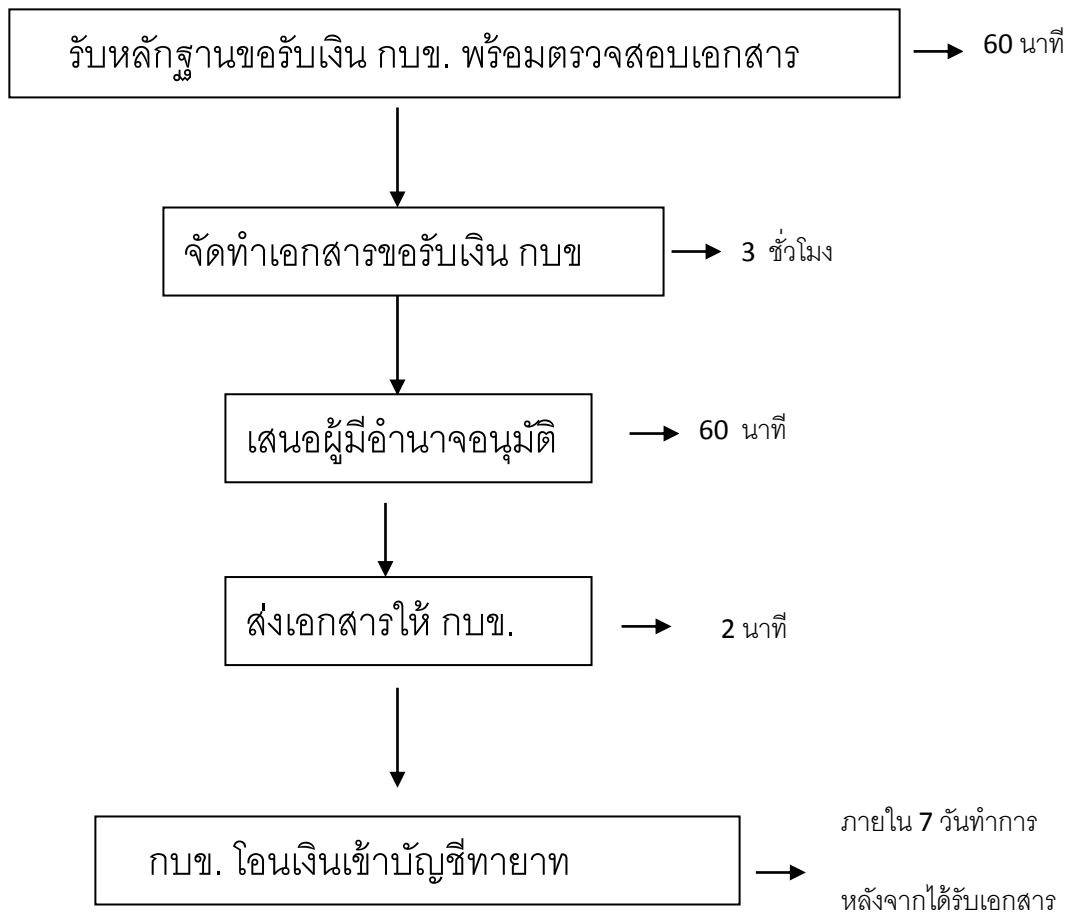 รับหลักฐานขอรับเงิน กบข. พร้อมตรวจสอบเอกสาร
60 นาที
จัดทำเอกสารขอรับเงิน กบข
3 ชั่วโมง
เสนอผู้มีอำนาจอนุมัติ
60 นาที
ส่งเอกสารให้ กบข.
2 นาที
กบข. โอนเงินเข้าบัญชีทายาท
ภายใน 7 วันทำการ
หลังจากได้รับเอกสาร